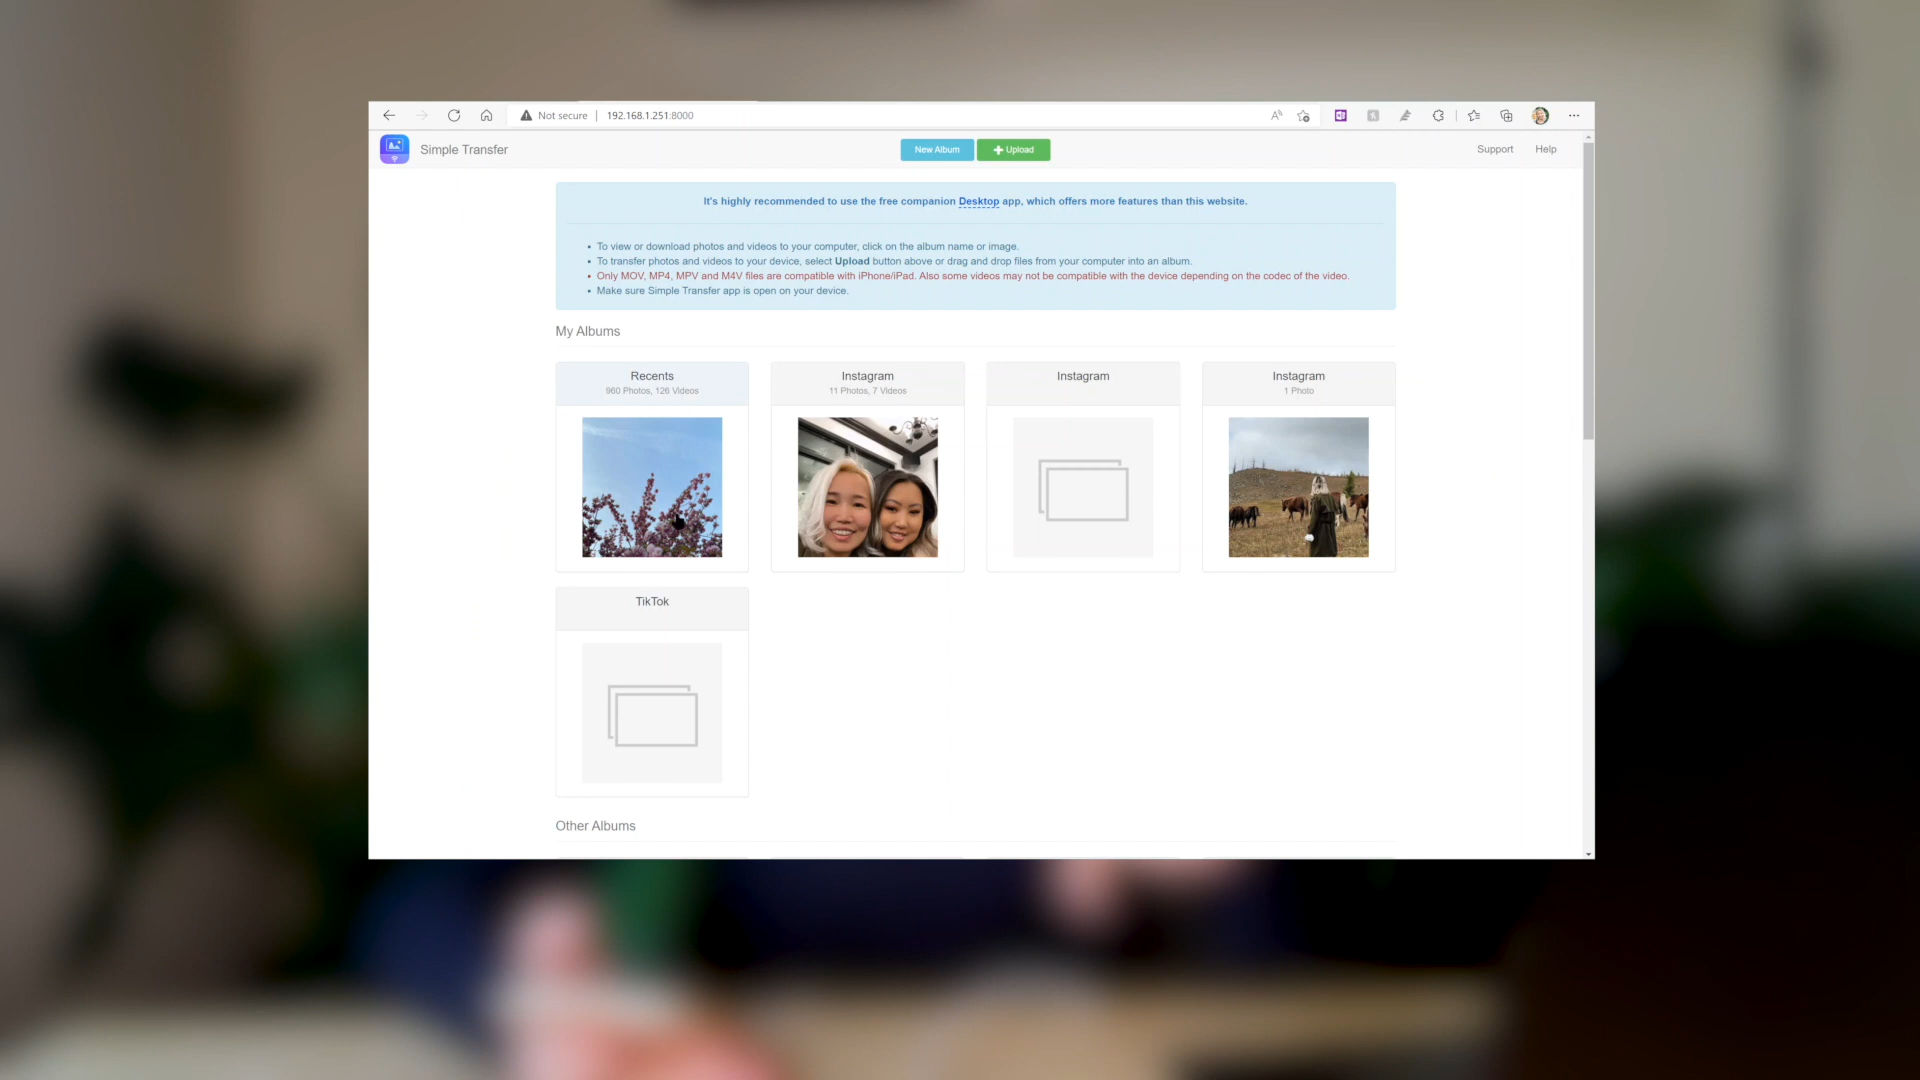 Not secure
192.168.1.251:8000
Simple Transfer
New Album
Upload
Support
Help
It's highly recommended to use the free companion Desktop app, which offers more features than this website.
To view or download photos and videos to your computer, click on the album name or image.
To transfer photos and videos to your device, select Upload button above or drag and drop files from your computer into an album.
Only MOV, MP4, MPV and M4V files are compatible with iPhone/iPad. Also some videos may not be compatible with the device depending on the codec of the video.
Make sure Simple Transfer app is open on your device.
My Albums
Recents
960 Photos, 126 Videos
Instagram
11 Photos, 7 Videos
Instagram
Instagram
1 Photo
TikTok
Other Albums